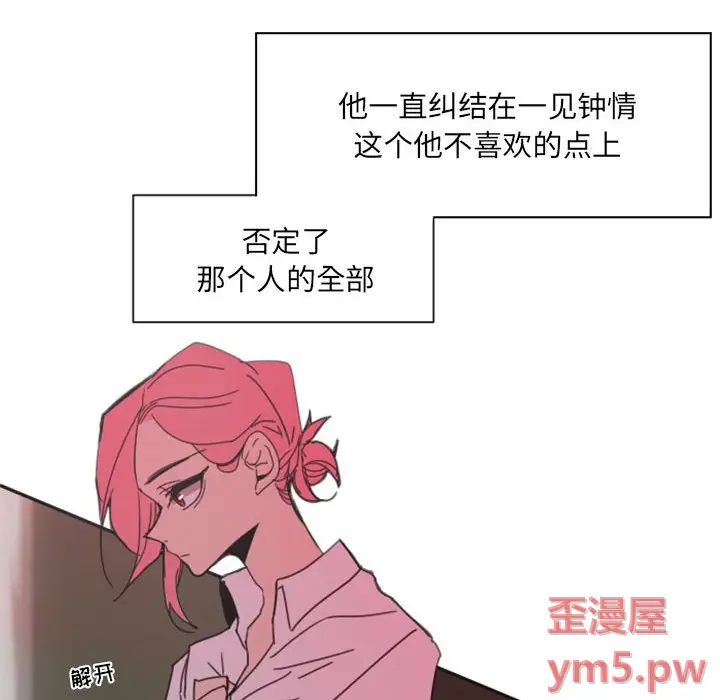 他一直纠结在一见钟情
这个他不喜欢的点上
否定了
那个人的全部
解开
歪漫屋
ym5.pw